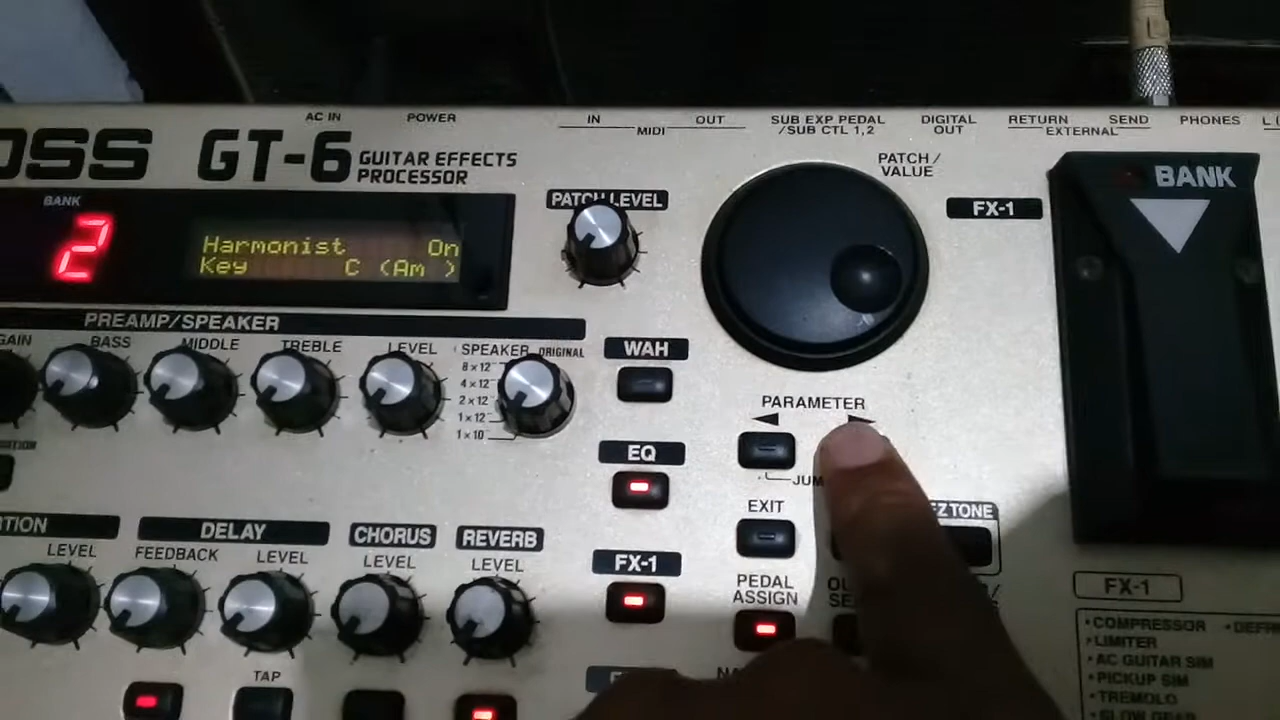 AC IN
POWER
IN
OUT
MIDI
SUB EXP PEDAL
/SUB CTL 1,2
DIGITAL
OUT
RETURN
SEND
EXTERNAL
PHONES
OSS GT-6 GUITAR EFFECTS
PROCESSOR
PATCH /
VALUE
BANK
2
Harmonist On
Key C (Am )
PATCH LEVEL
FX-1
BANK
PREAMP/SPEAKER
GAIN
BASS
MIDDLE
TREBLE
LEVEL
SPEAKER
ORIGINAL
8 x 12"
4 x 12"
2 x 12"
1 x 12"
1 x 10"
WAH
PARAMETER
EQ
EXIT
EZ TONE
DELAY
CHORUS
REVERB
LEVEL
FEEDBACK
LEVEL
LEVEL
LEVEL
FX-1
PEDAL
ASSIGN
FX-1
• COMPRESSOR
• LIMITER
• AC GUITAR SIM
• PICKUP SIM
• TREMOLO
• SLOW GEAR
TAP